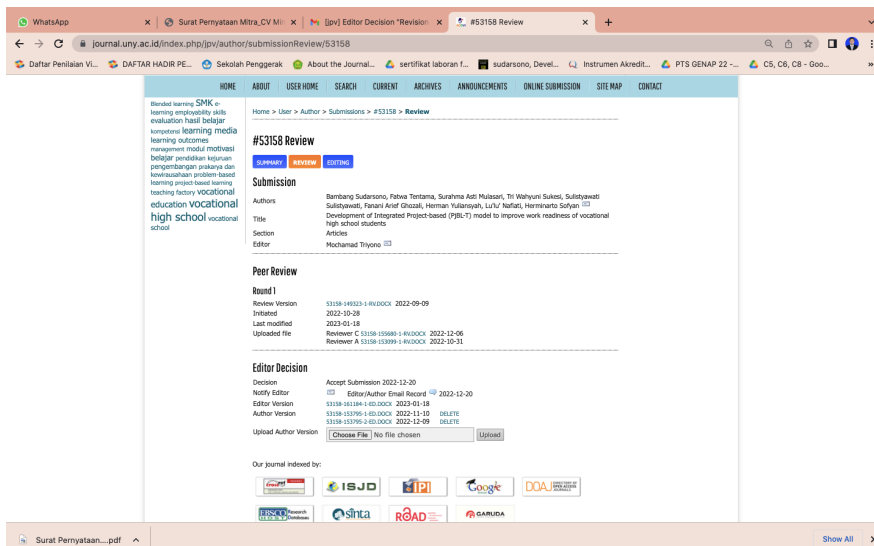 WhatsApp
Surat Pernyataan Mitra_CV Min
[jpv] Editor Decision "Revision
#53158 Review
journal.uny.ac.id/index.php/jpv/author/submissionReview/53158
Daftar Penilaian Vi...
DAFTAR HADIR PE...
Sekolah Penggerak
About the Journal...
sertifikat laboran f...
sudarsono, Devel...
Instrumen Akredit...
PTS GENAP 22 -...
C5, C6, C8 - Goo...
HOME ABOUT USER HOME SEARCH CURRENT ARCHIVES ANNOUNCEMENTS ONLINE SUBMISSION SITE MAP CONTACT
Blended learning SMK e-
learning employability skills
evaluation hasil belajar
kompetensi learning media
learning outcomes
management modul motivasi
belajar pendidikan kejuruan
pengembangan prakarya dan
kewirausahaan problem-based
learning project-based learning
teaching factory vocational
education vocational
high school vocational
school
Home > User > Author > Submissions > #53158 > Review
#53158 Review
SUMMARY REVIEW EDITING
Submission
Authors Bambang Sudarsono, Fatwa Tentama, Surahma Asti Mulasari, Tri Wahyuni Sukesi, Sulistyawati
Sulistyawati, Fanani Arief Ghozali, Herman Yuliansyah, Lu'lu' Nafiati, Herminarto Sofyan
Title Development of Integrated Project-based (PjBL-T) model to improve work readiness of vocational
high school students
Section Articles
Editor Mochamad Triyono
Peer Review
Round 1
Review Version 53158-149323-1-RV.DOCX 2022-09-09
Initiated 2022-10-28
Last modified 2023-01-18
Uploaded file Reviewer C 53158-155680-1-RV.DOCX 2022-12-06
Reviewer A 53158-153099-1-RV.DOCX 2022-10-31
Editor Decision
Decision Accept Submission 2022-12-20
Notify Editor Editor/Author Email Record 2022-12-20
Editor Version 53158-161184-1-ED.DOCX 2023-01-18
Author Version 53158-153795-1-ED.DOCX 2022-11-10 DELETE
53158-153795-2-ED.DOCX 2022-12-09 DELETE
Upload Author Version Choose File No file chosen Upload
Our journal indexed by:
ISJD IPI Google DOAJ DIRECTORY OF OPEN ACCESS JOURNALS
EBSCO HOST Research Databases sinta ROAD GARUDA
Surat Pernyataan....pdf
Show All